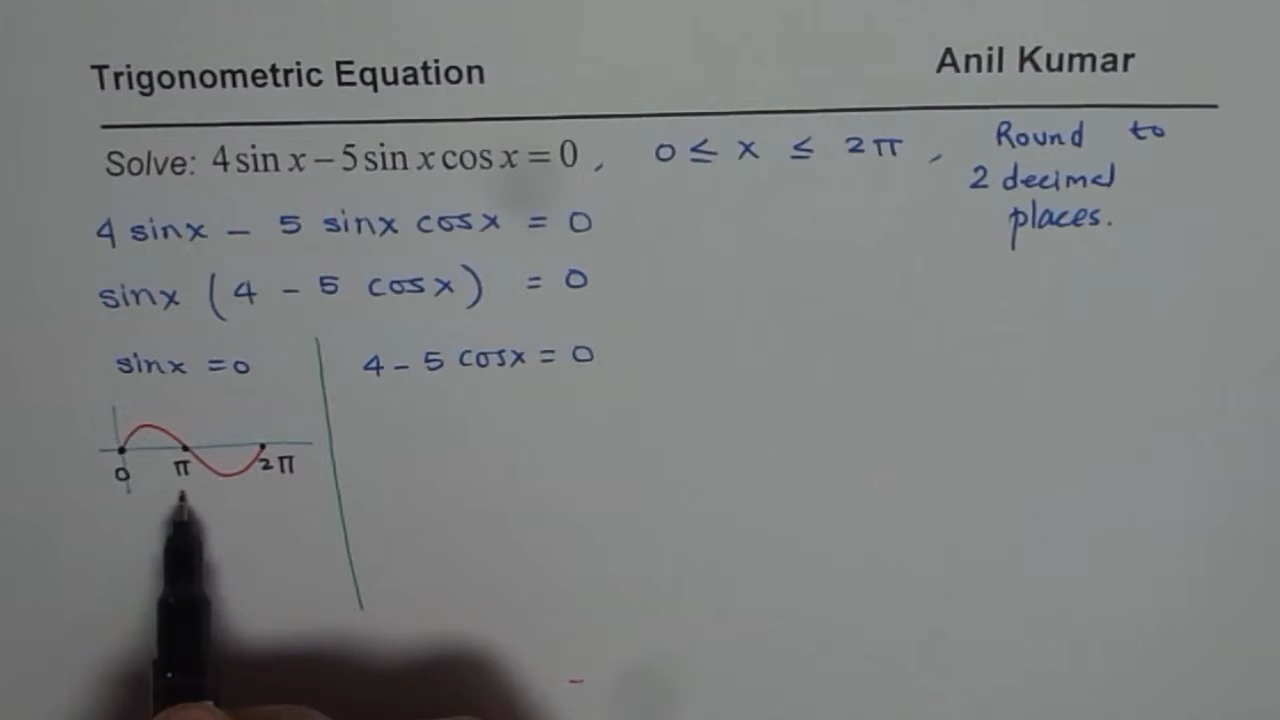 Trigonometric Equation Anil Kumar
Solve: 4 sin x − 5 sin x cos x = 0 , 0 ≤ x ≤ 2π , Round to
2 decimal
places.
4 sinx − 5 sinx cosx = 0
sinx (4 − 5 cosx) = 0
sinx = 0 4 − 5 cosx = 0
0 π 2π